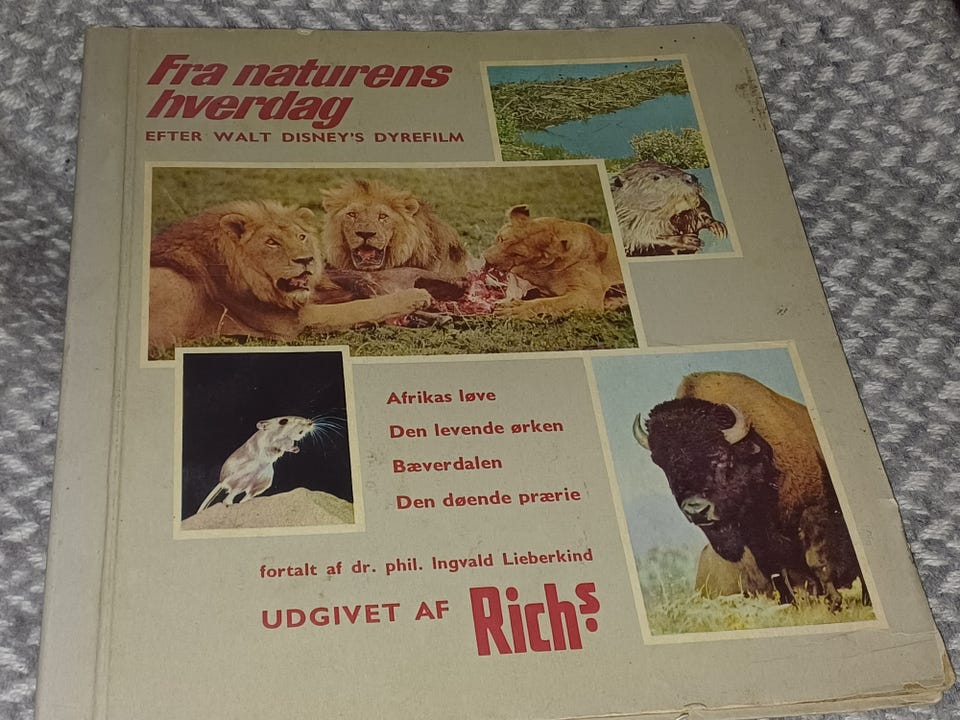 Fra naturens
hverdag
EFTER WALT DISNEY'S DYREFILM
Afrikas løve
Den levende ørken
Bæverdalen
Den døende prærie
fortalt af dr. phil. Ingvald Lieberkind
UDGIVET AF Richs